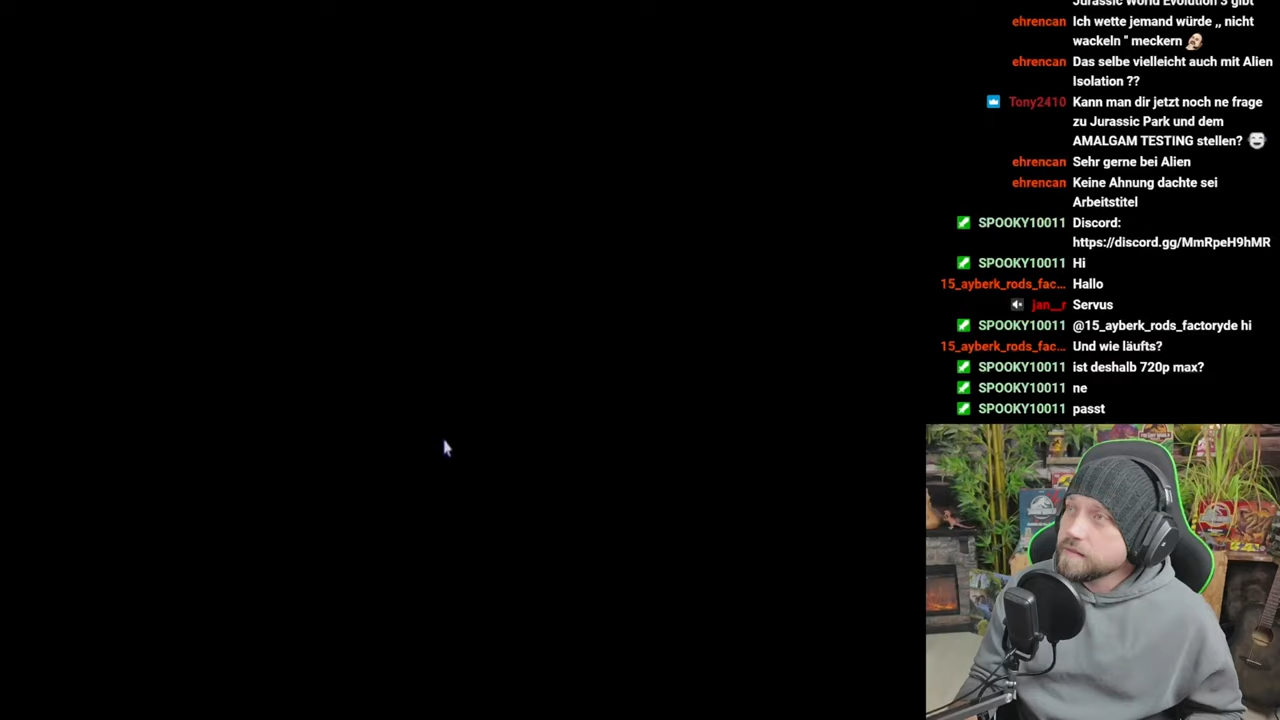 Jurassic World Evolution 3 gibt
ehrencan Ich wette jemand würde ,, nicht
wackeln " meckern
ehrencan Das selbe vielleicht auch mit Alien
Isolation ??
Tony2410 Kann man dir jetzt noch ne frage
zu Jurassic Park und dem
AMALGAM TESTING stellen?
ehrencan Sehr gerne bei Alien
ehrencan Keine Ahnung dachte sei
Arbeitstitel
SPOOKY10011 Discord:
https://discord.gg/MmRpeH9hMR
SPOOKY10011 Hi
15_ayberk_rods_fac... Hallo
jan__r Servus
SPOOKY10011 @15_ayberk_rods_factoryde hi
15_ayberk_rods_fac... Und wie läufts?
SPOOKY10011 ist deshalb 720p max?
SPOOKY10011 ne
SPOOKY10011 passt